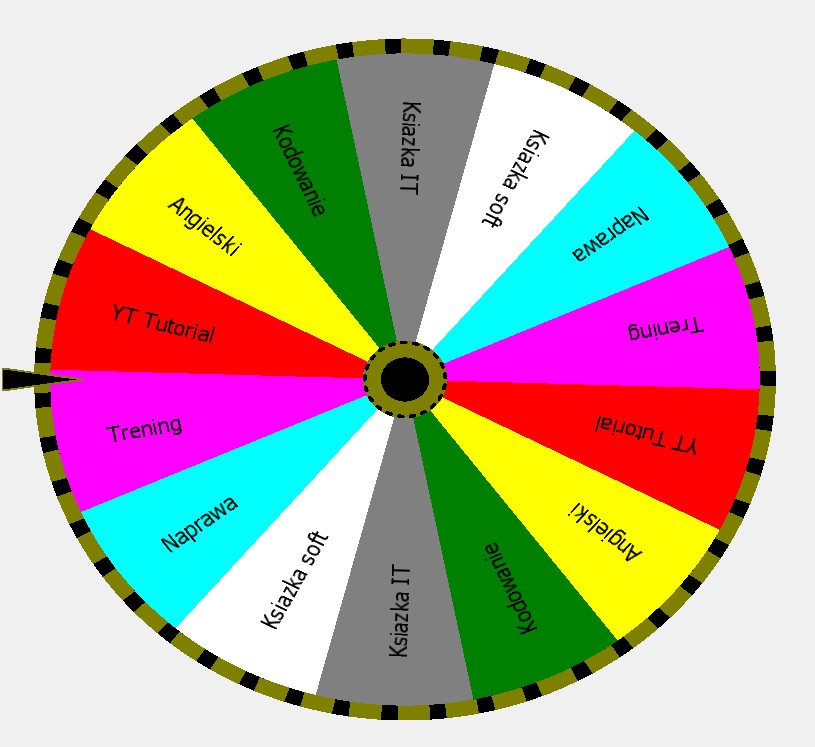 Ksiazka IT
Ksiazka soft
Naprawa
Trening
YT Tutorial
Angielski
Kodowanie
Ksiazka IT
Ksiazka soft
Naprawa
Trening
YT Tutorial
Angielski
Kodowanie